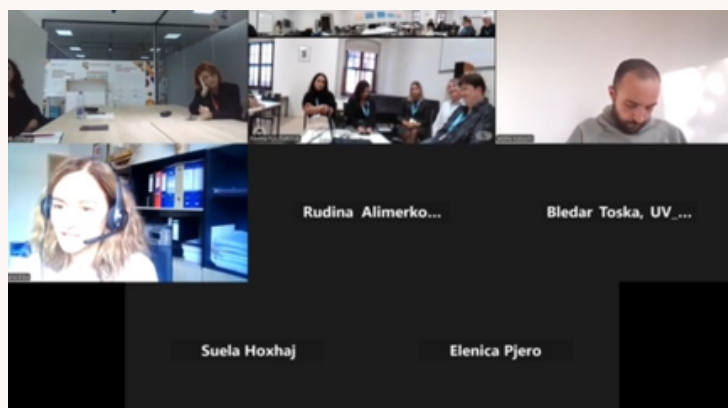 Rudina Alimerko...
Bledar Toska, UV_...
Suela Hoxhaj
Elenica Pjero